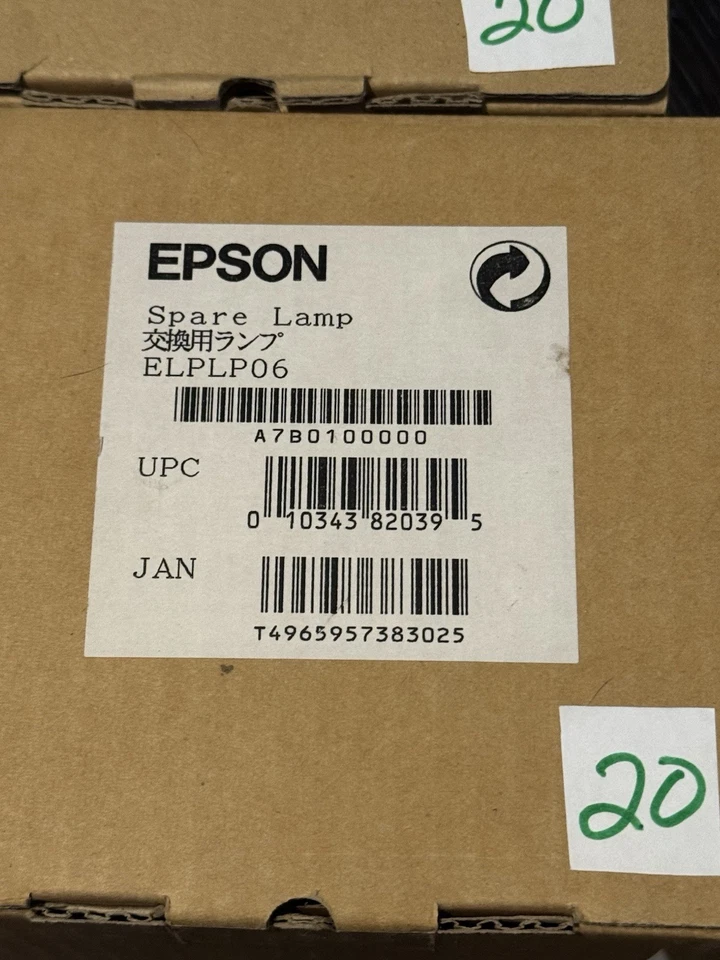 20
EPSON
Spare Lamp
交換用ランプ
ELPLP06
A7B0100000
UPC
0 10343 82039 5
JAN
T4965957383025
20